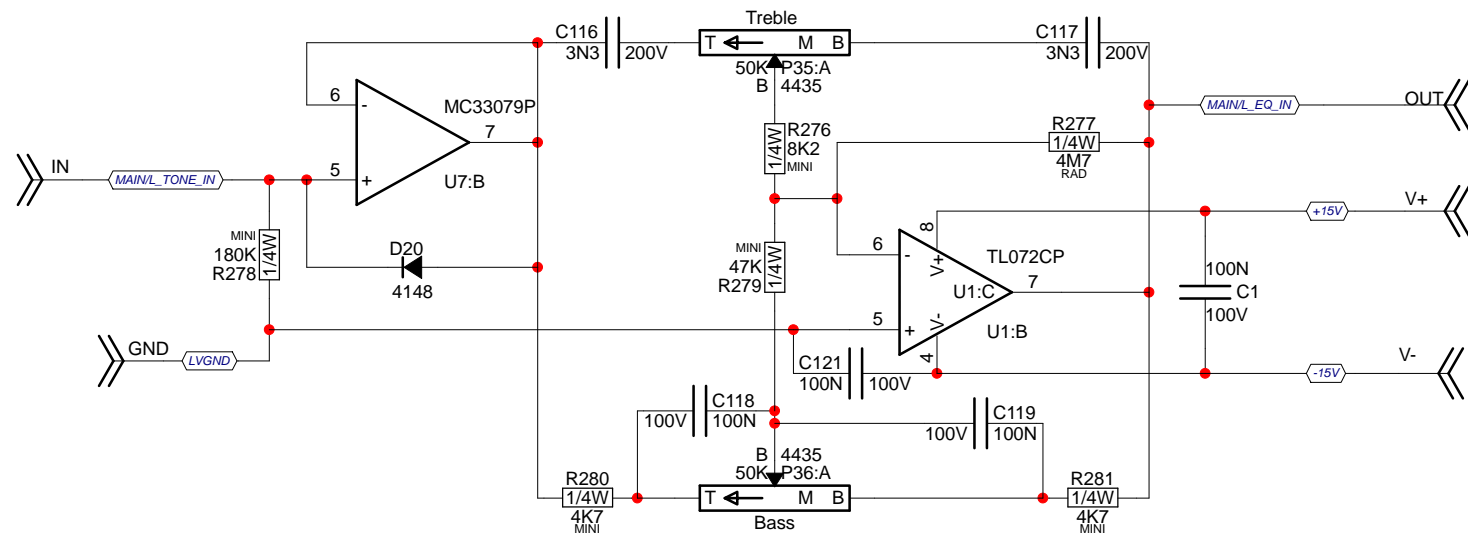 Treble
C116
3N3
200V
T
M
B
C117
3N3
200V
50K
P35:A
B
4435
6
-
MC33079P
7
MAIN/L_EQ_IN
OUT
R276
8K2
MINI
1/4W
R277
1/4W
4M7
RAD
IN
MAIN/L_TONE_IN
5
+
U7:B
MINI
180K
R278
1/4W
D20
4148
MINI
47K
R279
1/4W
8
V+
6
-
TL072CP
U1:C
7
+15V
V+
100N
C1
100V
5
+
V-
4
U1:B
GND
LVGND
C121
100N
100V
-15V
V-
C118
100V
100N
C119
100V
100N
B
4435
50K
P36:A
R280
1/4W
4K7
MINI
T
M
B
Bass
R281
1/4W
4K7
MINI